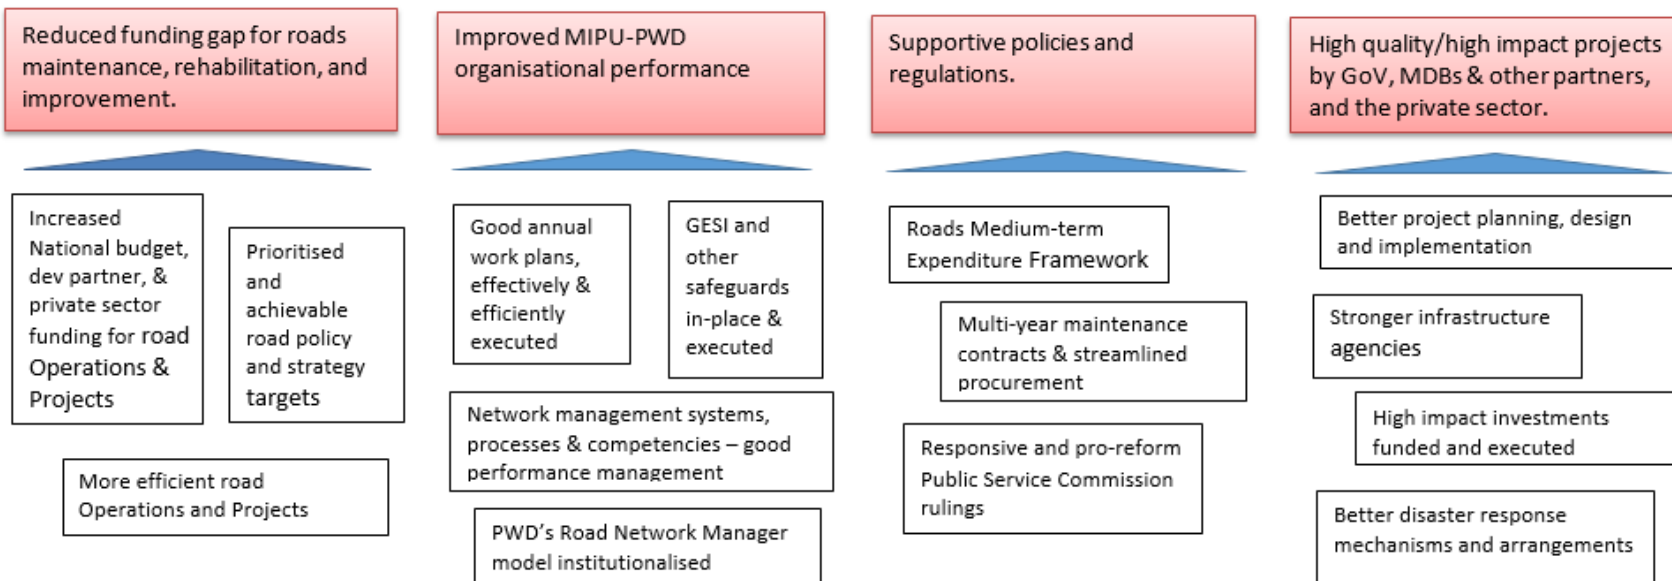 Reduced funding gap for roads
maintenance, rehabilitation, and
improvement.
Improved MIPU-PWD
organisational performance
Supportive policies and
regulations.
High quality/high impact projects
by GoV, MDBs & other partners,
and the private sector.
Increased
National budget,
dev partner, &
private sector
funding for road
Operations &
Projects
Prioritised
and
achievable
road policy
and strategy
targets
More efficient road
Operations and Projects
Good annual
work plans,
effectively &
efficiently
executed
GESI and
other
safeguards
in-place &
executed
Network management systems,
processes & competencies – good
performance management
PWD's Road Network Manager
model institutionalised
Roads Medium-term
Expenditure Framework
Multi-year maintenance
contracts & streamlined
procurement
Responsive and pro-reform
Public Service Commission
rulings
Better project planning, design
and implementation
Stronger infrastructure
agencies
High impact investments
funded and executed
Better disaster response
mechanisms and arrangements